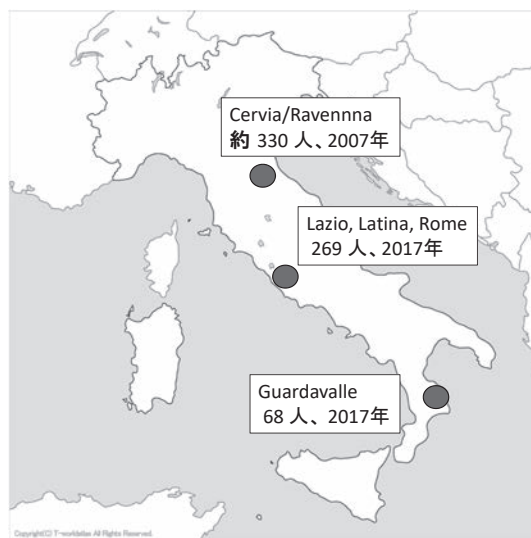 Cervia/Ravennna
約 330 人、2007年
Lazio, Latina, Rome
269 人、2017年
Guardavalle
68 人、2017年
Copyright(C) T-worldatlas All Rights Reserved.